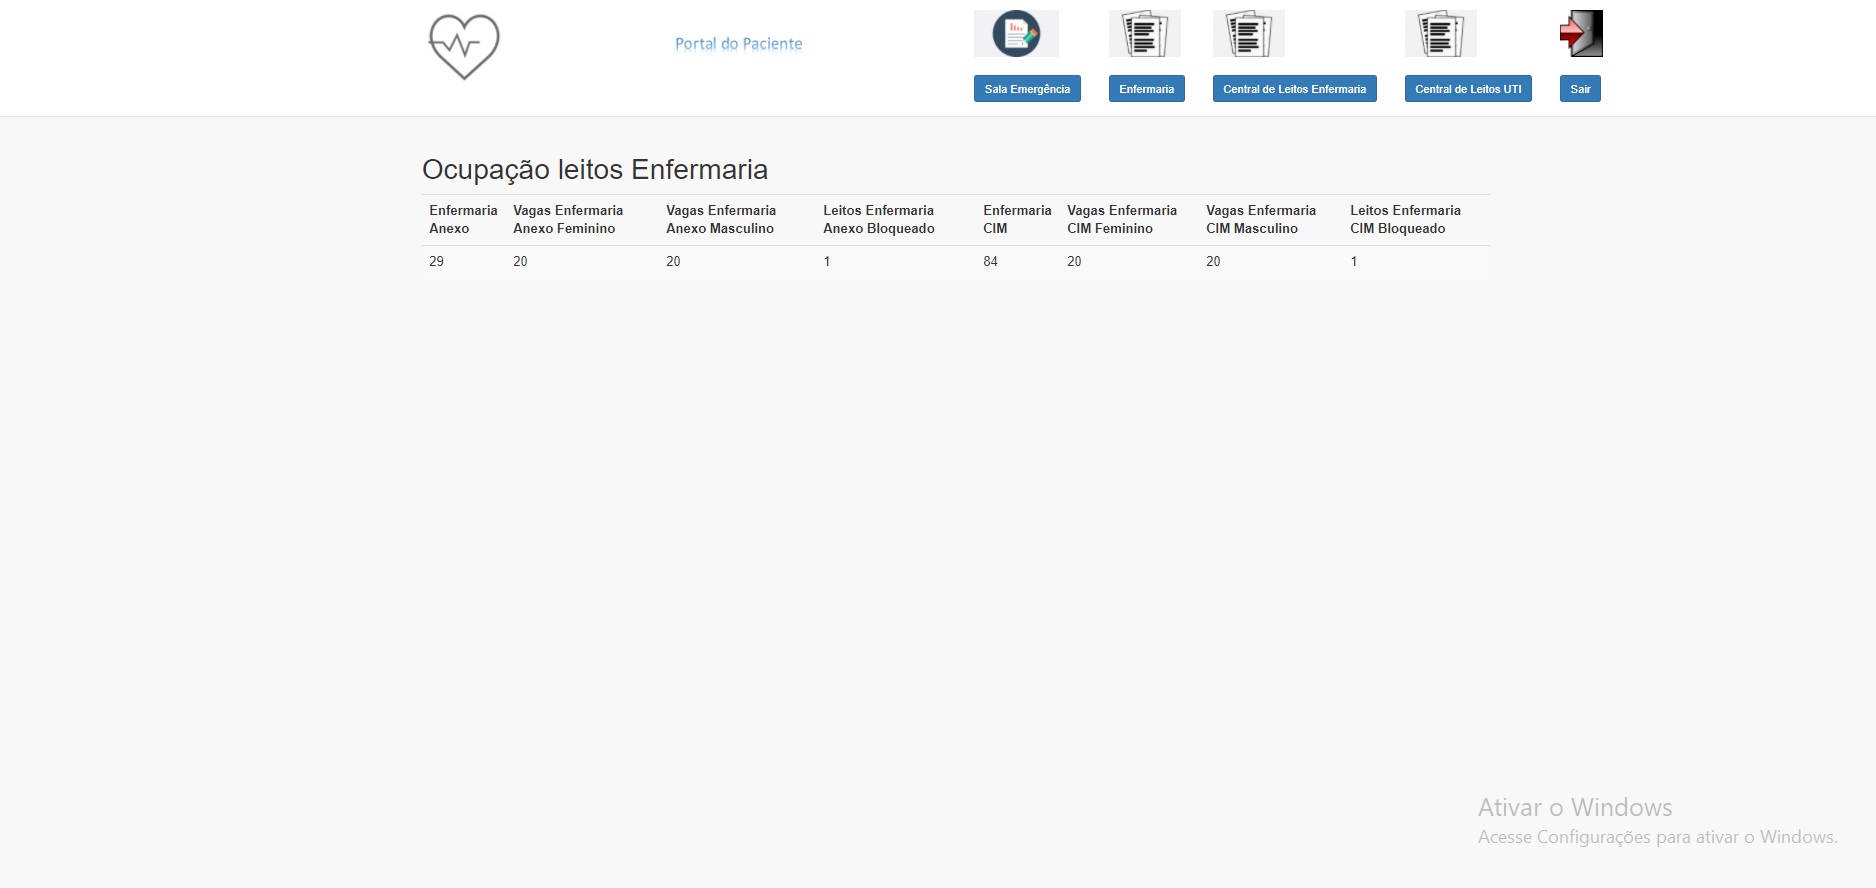 Portal do Paciente
Sala Emergência
Enfermaria
Central de Leitos Enfermaria
Central de Leitos UTI
Sair
Ocupação leitos Enfermaria
Enfermaria Anexo
Vagas Enfermaria Anexo Feminino
Vagas Enfermaria Anexo Masculino
Leitos Enfermaria Anexo Bloqueado
Enfermaria CIM
Vagas Enfermaria CIM Feminino
Vagas Enfermaria CIM Masculino
Leitos Enfermaria CIM Bloqueado
29 20 20 1 84 20 20 1
Ativar o Windows
Acesse Configurações para ativar o Windows.